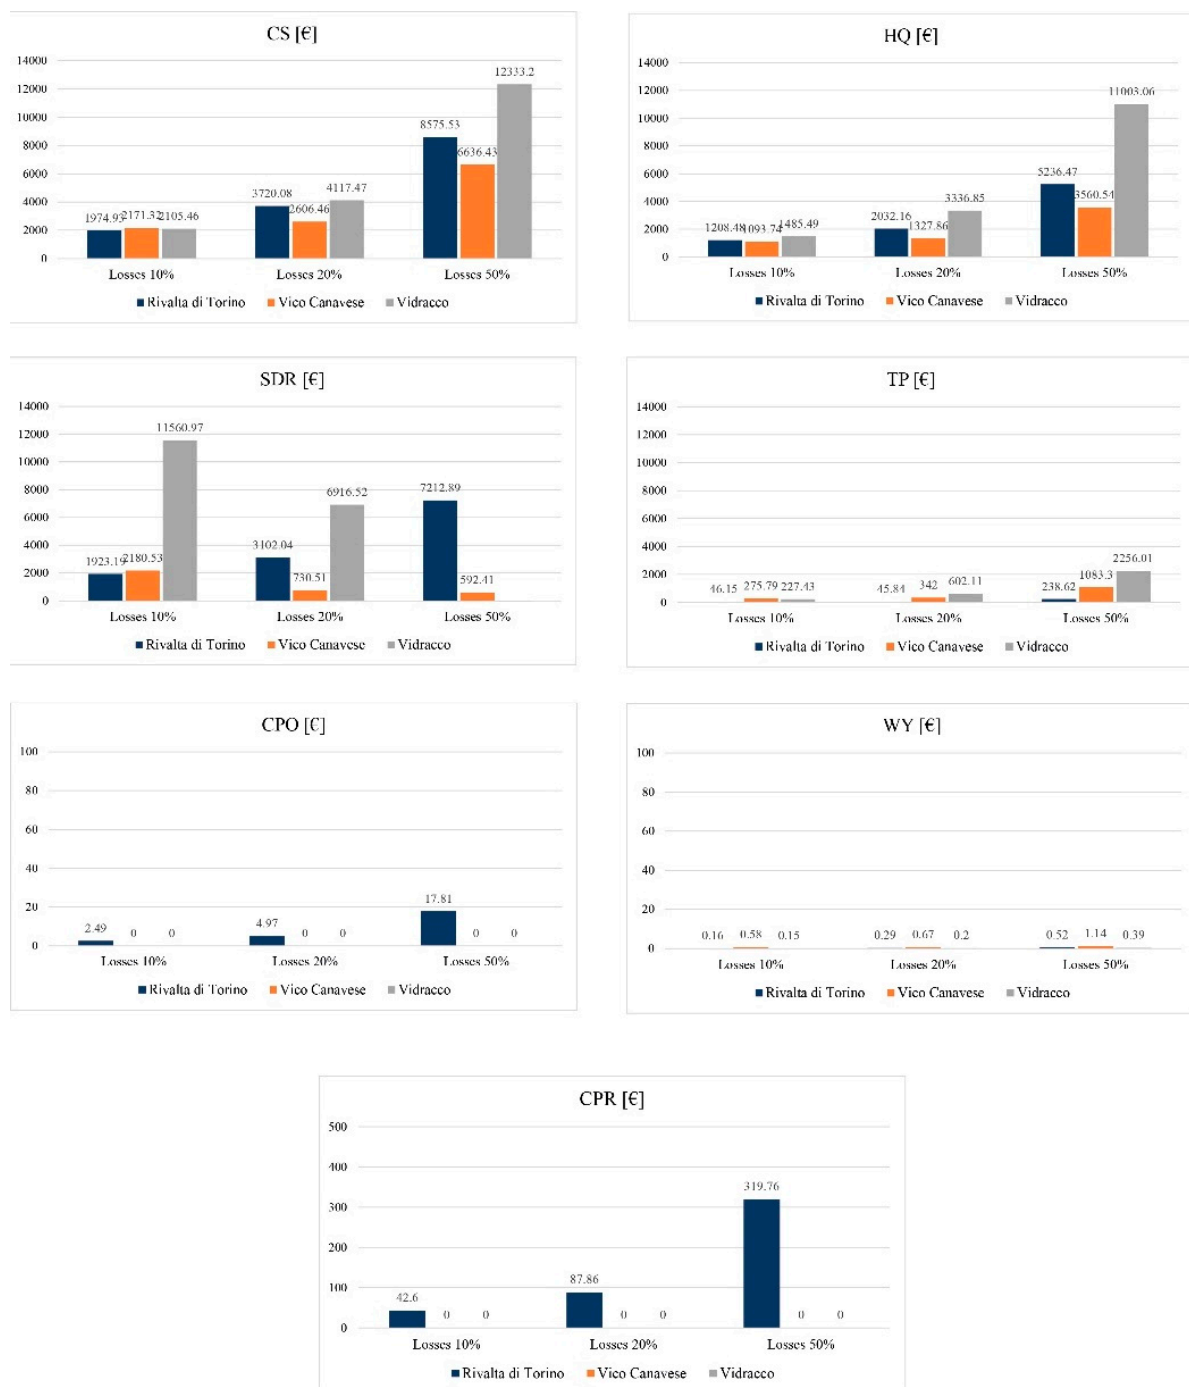 CS [€]
14000
12000
10000
8000
6000
4000
2000
0
1974.93 2171.32 2105.46
3720.08 2606.46 4117.47
8575.53 6636.43 12333.2
Losses 10% Losses 20% Losses 50%
Rivalta di Torino Vico Canavese Vidracco
HQ [€]
14000
12000
10000
8000
6000
4000
2000
0
1208.48 1093.74 1485.49
2032.16 1327.86 3336.85
5236.47 3560.54 11003.06
Losses 10% Losses 20% Losses 50%
Rivalta di Torino Vico Canavese Vidracco
SDR [€]
14000
12000
10000
8000
6000
4000
2000
0
1923.19 2180.53 11560.97
3102.04 730.51 6916.52
7212.89 592.41
Losses 10% Losses 20% Losses 50%
Rivalta di Torino Vico Canavese Vidracco
TP [€]
14000
12000
10000
8000
6000
4000
2000
0
46.15 275.79 227.43
45.84 342 602.11
238.62 1083.3 2256.01
Losses 10% Losses 20% Losses 50%
Rivalta di Torino Vico Canavese Vidracco
CPO [€]
100
80
60
40
20
0
2.49 0 0
4.97 0 0
17.81 0 0
Losses 10% Losses 20% Losses 50%
Rivalta di Torino Vico Canavese Vidracco
WY [€]
100
80
60
40
20
0
0.16 0.58 0.15
0.29 0.67 0.2
0.52 1.14 0.39
Losses 10% Losses 20% Losses 50%
Rivalta di Torino Vico Canavese Vidracco
CPR [€]
500
400
300
200
100
0
42.6 0 0
87.86 0 0
319.76 0 0
Losses 10% Losses 20% Losses 50%
Rivalta di Torino Vico Canavese Vidracco